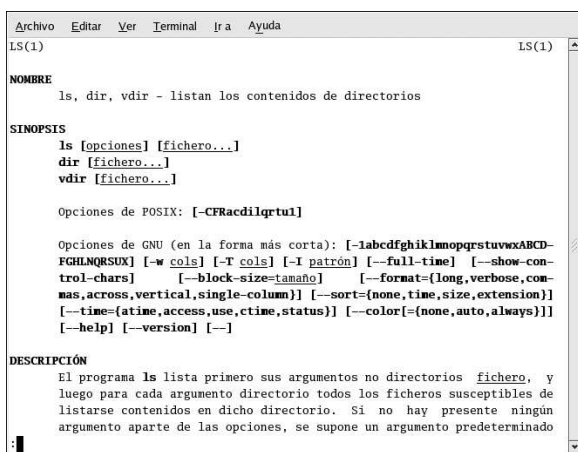 Archivo Editar Ver Terminal Ir a Ayuda
LS(1) LS(1)
NOMBRE
ls, dir, vdir - listan los contenidos de directorios
SINOPSIS
ls [opciones] [fichero...]
dir [fichero...]
vdir [fichero...]
Opciones de POSIX: [-CFRacdilqrtu1]
Opciones de GNU (en la forma más corta): [-1abcdfghiklmnopqrstuvwxABCD-
FGHLNQRSUX] [-w cols] [-T cols] [-I patrón] [--full-time] [--show-con-
trol-chars] [--block-size=tamaño] [--format={long,verbose,com-
mas,across,vertical,single-column}] [--sort={none,time,size,extension}]
[--time={atime,access,use,ctime,status}] [--color[={none,auto,always}]]
[--help] [--version] [--]
DESCRIPCIÓN
El programa ls lista primero sus argumentos no directorios fichero, y
luego para cada argumento directorio todos los ficheros susceptibles de
listarse contenidos en dicho directorio. Si no hay presente ningún
argumento aparte de las opciones, se supone un argumento predeterminado
: